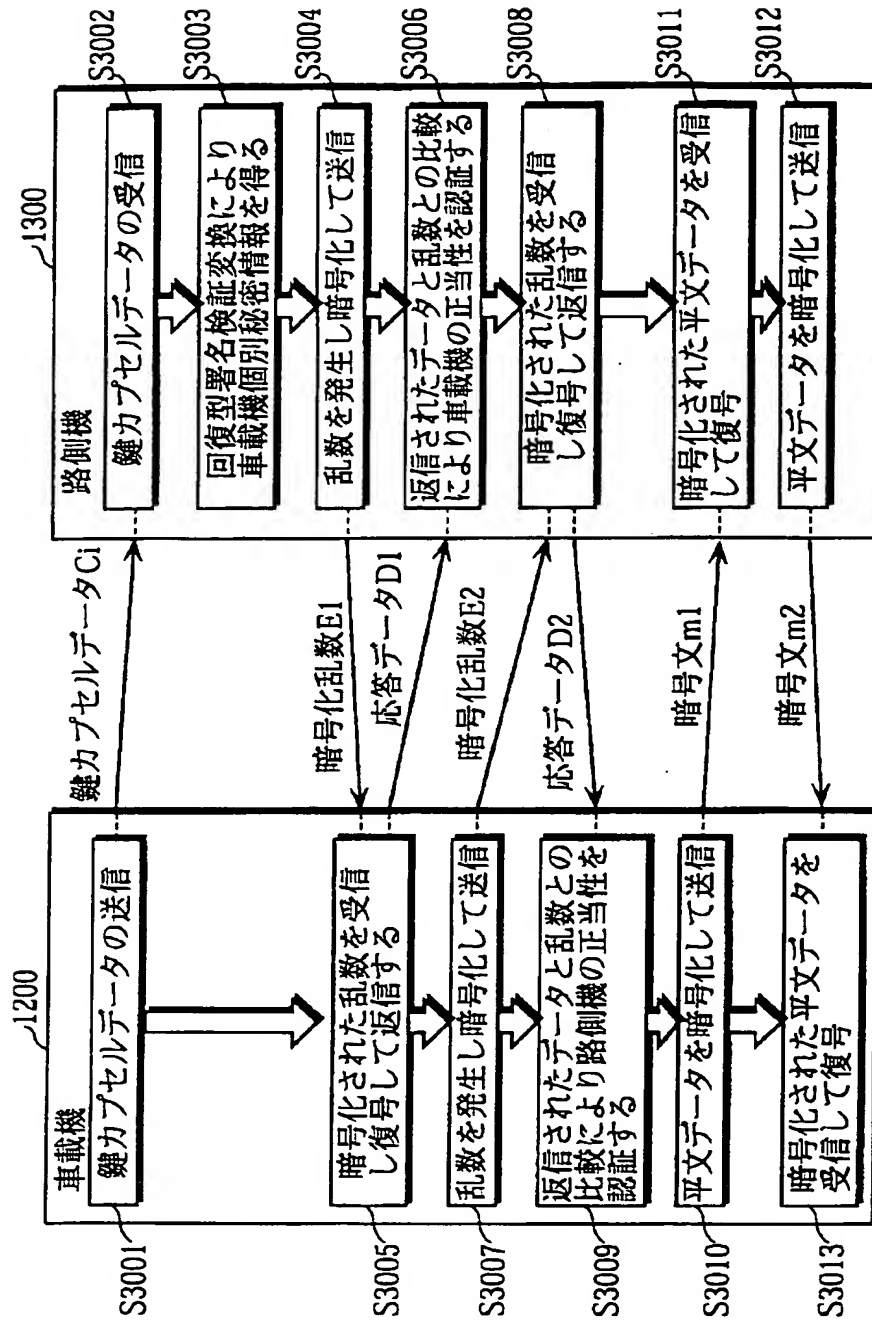 1200
車載機
S3001
鍵カプセルデータの送信
S3005
暗号化された乱数を受信
し復号して返信する
S3007
乱数を発生し暗号化して送信
S3009
返信されたデータと乱数との
比較により路側機の正当性を
認証する
S3010
平文データを暗号化して送信
S3013
暗号化された平文データを
受信して復号
鍵カプセルデータCi
暗号化乱数E1
応答データD1
暗号化乱数E2
応答データD2
暗号文m1
暗号文m2
1300
路側機
鍵カプセルデータの受信
S3002
回復型署名検証変換により
車載機個別秘密情報を得る
S3003
乱数を発生し暗号化して送信
S3004
返信されたデータと乱数との比較
により車載機の正当性を認証する
S3006
暗号化された乱数を受信
し復号して返信する
S3008
暗号化された平文データを受信
して復号
S3011
平文データを暗号化して送信
S3012